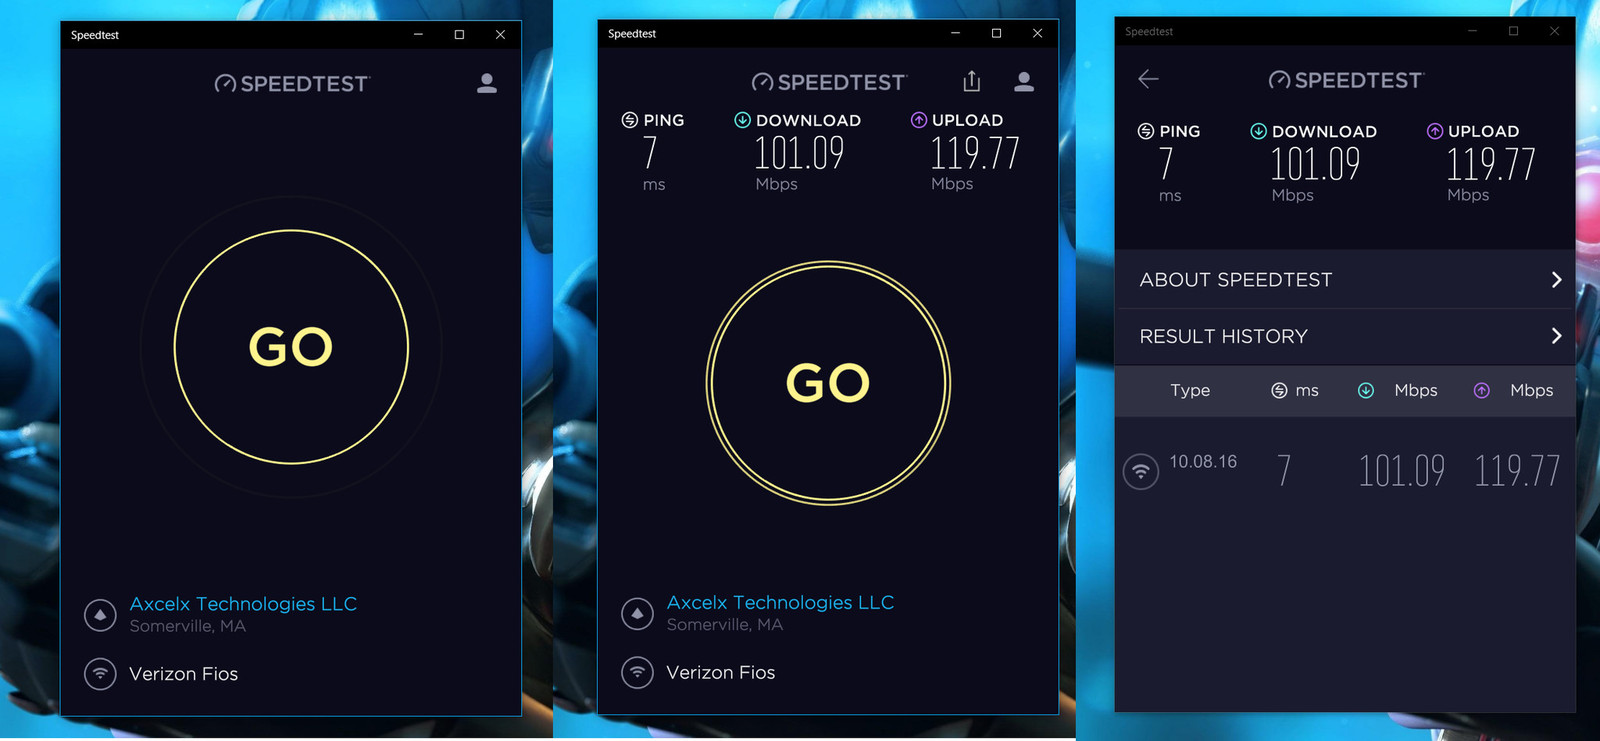 Speedtest
SPEEDTEST
GO
Axcelx Technologies LLC
Somerville, MA
Verizon Fios
Speedtest
SPEEDTEST
PING DOWNLOAD UPLOAD
7 101.09 119.77
ms Mbps Mbps
GO
Axcelx Technologies LLC
Somerville, MA
Verizon Fios
Speedtest
SPEEDTEST
PING DOWNLOAD UPLOAD
7 101.09 119.77
ms Mbps Mbps
ABOUT SPEEDTEST
RESULT HISTORY
Type ms Mbps Mbps
10.08.16 7 101.09 119.77